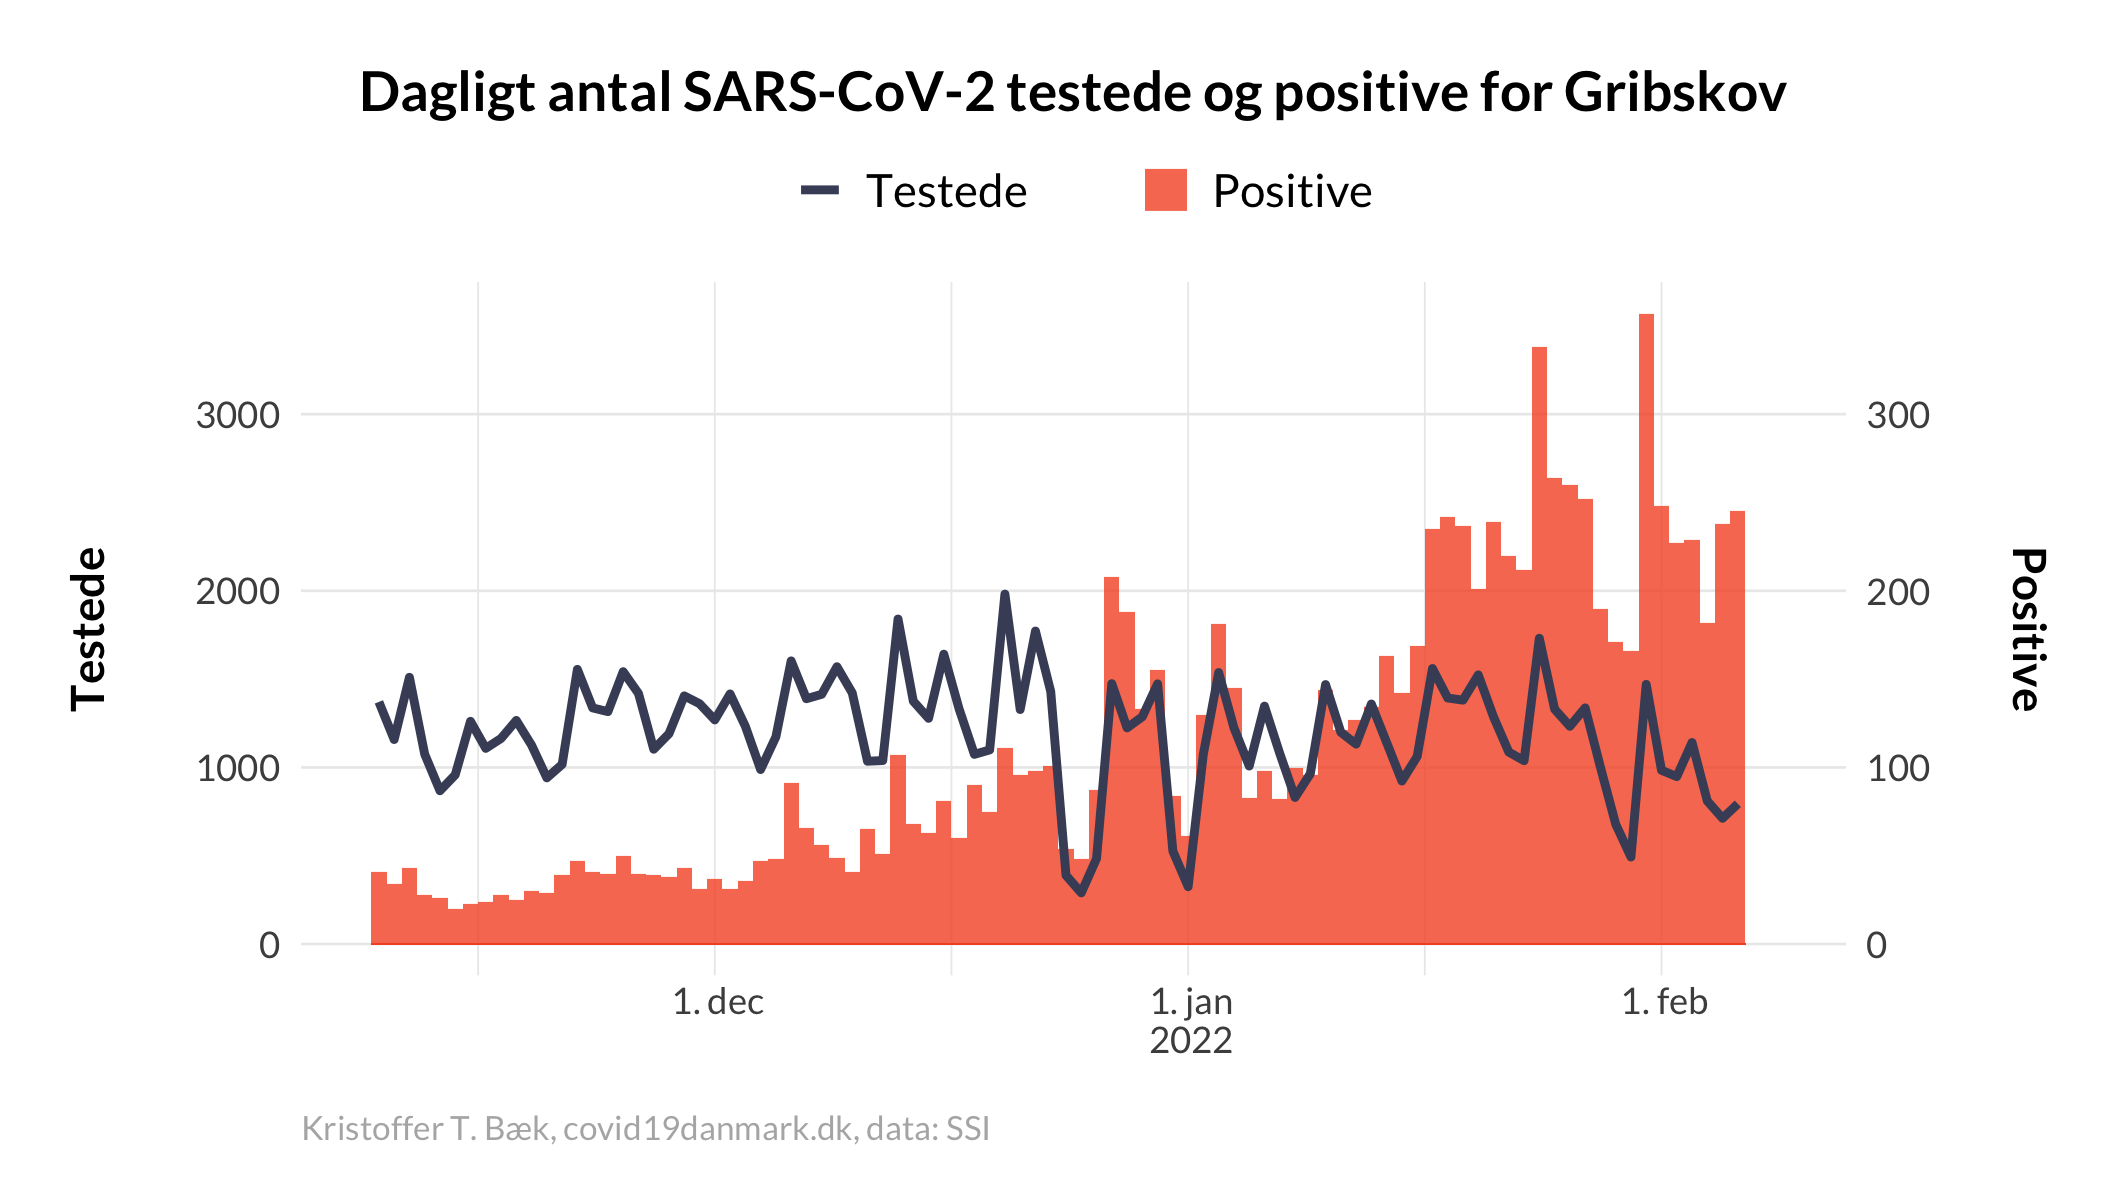 Dagligt antal SARS-CoV-2 testede og positive for Gribskov
Testede
Positive
Testede
3000
2000
1000
0
300
200
100
0
Positive
1. dec
1. jan
2022
1. feb
Kristoffer T. Bæk, covid19danmark.dk, data: SSI